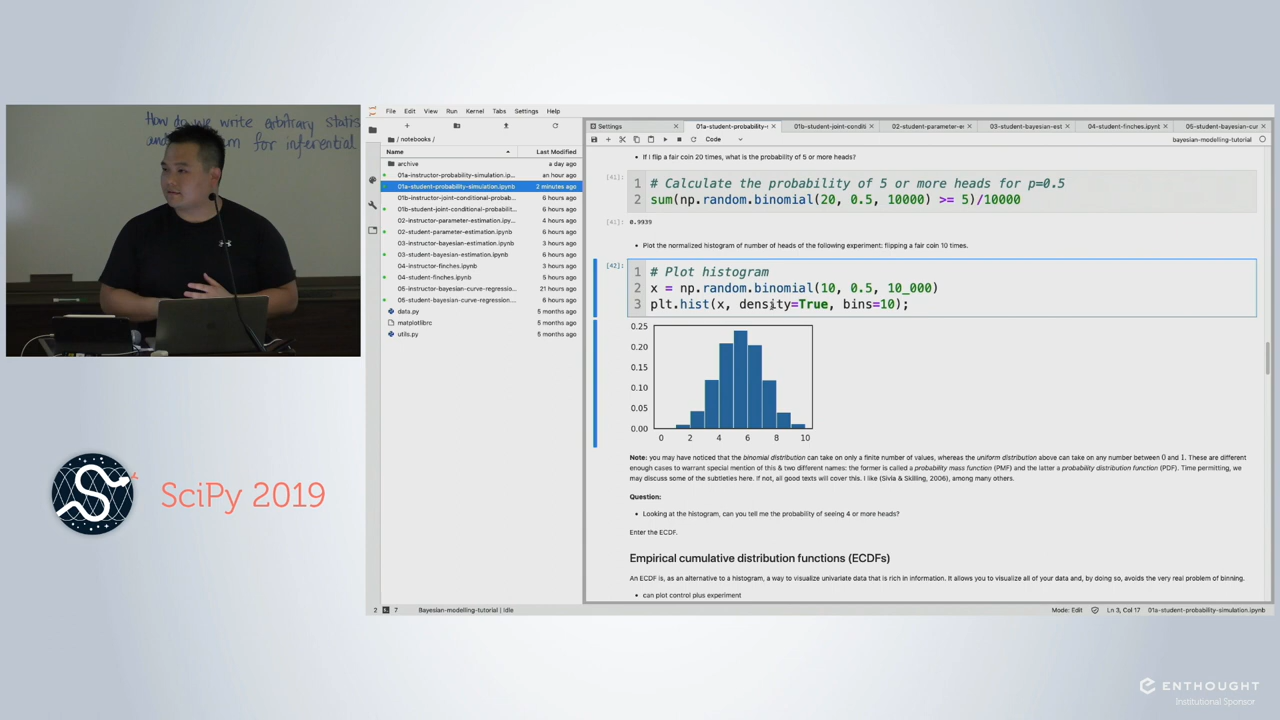 How do we write arbitrary statis
for inferential
SciPy 2019
File Edit View Run Kernel Tabs Settings Help
/ notebooks /
Name Last Modified
archive a day ago
01a-instructor-probability-simulation.ip... an hour ago
01a-student-probability-simulation.ipynb 2 minutes ago
01b-instructor-joint-conditional-probab... 6 hours ago
01b-student-joint-conditional-probabilit... 6 hours ago
02-instructor-parameter-estimation.ipy... 4 hours ago
02-student-parameter-estimation.ipynb 6 hours ago
03-instructor-bayesian-estimation.ipynb 3 hours ago
03-student-bayesian-estimation.ipynb 6 hours ago
04-instructor-finches.ipynb 3 hours ago
04-student-finches.ipynb 5 hours ago
05-instructor-bayesian-curve-regressio... 21 hours ago
05-student-bayesian-curve-regression.... 6 hours ago
data.py 5 months ago
matplotlibrc 5 months ago
utils.py 5 months ago
Settings 01a-student-probability- 01b-student-joint-conditi 02-student-parameter-es 03-student-bayesian-est 04-student-finches.ipynb 05-student-bayesian-cur
Code bayesian-modelling-tutorial
If I flip a fair coin 20 times, what is the probability of 5 or more heads?
[41]: 1 # Calculate the probability of 5 or more heads for p=0.5
2 sum(np.random.binomial(20, 0.5, 10000) >= 5)/10000
[41]: 0.9939
Plot the normalized histogram of number of heads of the following experiment: flipping a fair coin 10 times.
[42]: 1 # Plot histogram
2 x = np.random.binomial(10, 0.5, 10_000)
3 plt.hist(x, density=True, bins=10);
0.25
0.20
0.15
0.10
0.05
0.00
0 2 4 6 8 10
Note: you may have noticed that the binomial distribution can take on only a finite number of values, whereas the uniform distribution above can take on any number between 0 and 1. These are different
enough cases to warrant special mention of this & two different names: the former is called a probability mass function (PMF) and the latter a probability distribution function (PDF). Time permitting, we
may discuss some of the subtleties here. If not, all good texts will cover this. I like (Sivia & Skilling, 2006), among many others.
Question:
Looking at the histogram, can you tell me the probability of seeing 4 or more heads?
Enter the ECDF.
Empirical cumulative distribution functions (ECDFs)
An ECDF is, as an alternative to a histogram, a way to visualize univariate data that is rich in information. It allows you to visualize all of your data and, by doing so, avoids the very real problem of binning.
can plot control plus experiment
2 7 Bayesian-modelling-tutorial | Idle Mode: Edit Ln 3, Col 17 01a-student-probability-simulation.ipynb
ENTHOUGHT
Institutional Sponsor